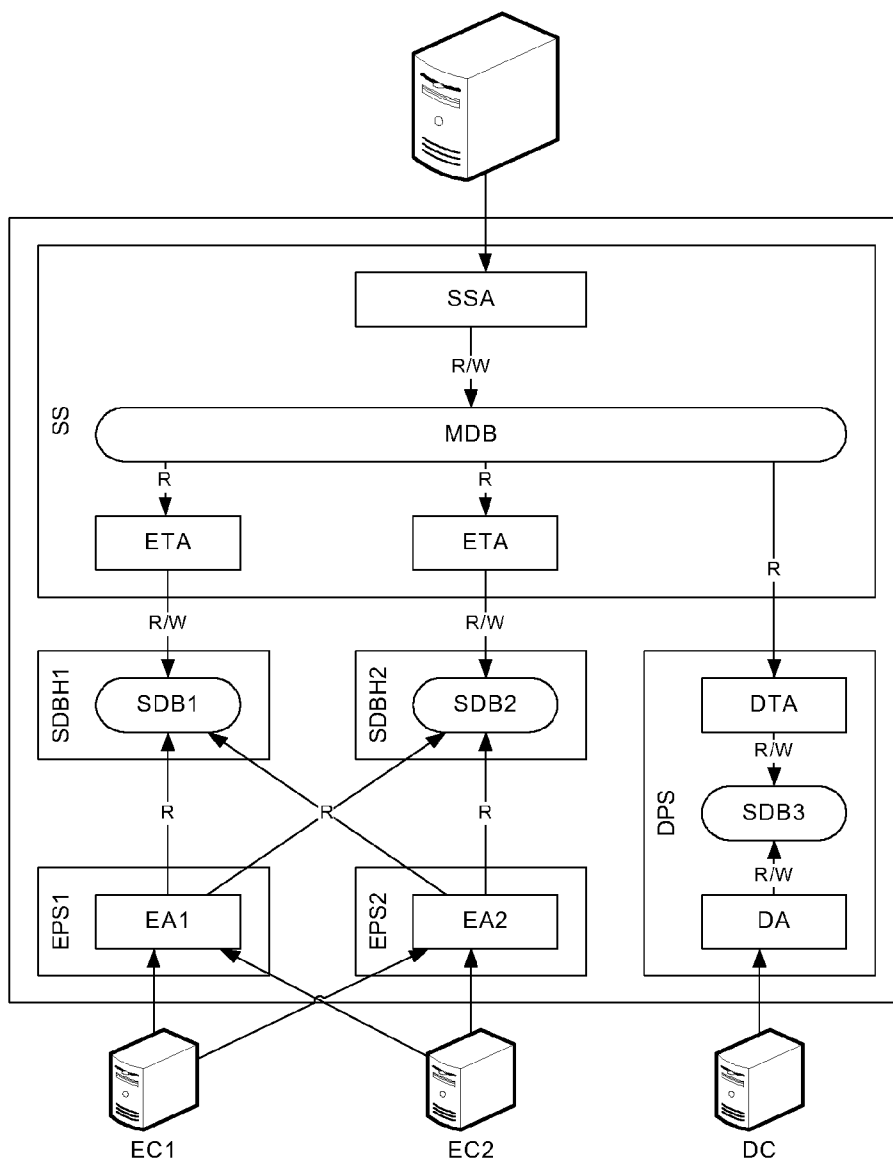 SSA
R/W
SS
MDB
R
R
ETA
ETA
R
R/W
R/W
SDBH1
SDB1
SDBH2
SDB2
DTA
R/W
DPS
SDB3
R
R
R
R/W
EPS1
EA1
EPS2
EA2
DA
EC1
EC2
DC